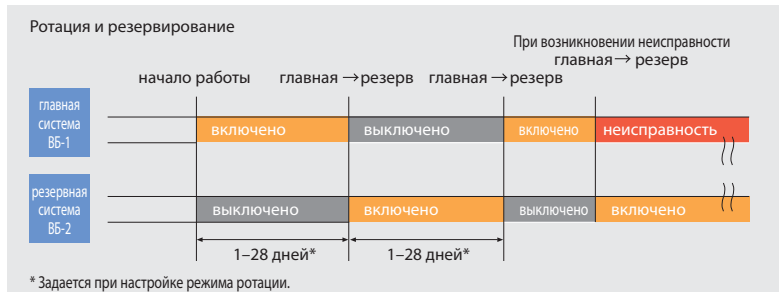 Ротация и резервирование
При возникновении неисправности
главная → резерв
начало работы
главная → резерв
главная → резерв
главная
система
ВБ-1
включено
выключено
включено
неисправность
резервная
система
ВБ-2
выключено
включено
выключено
включено
1–28 дней*
1–28 дней*
* Задается при настройке режима ротации.